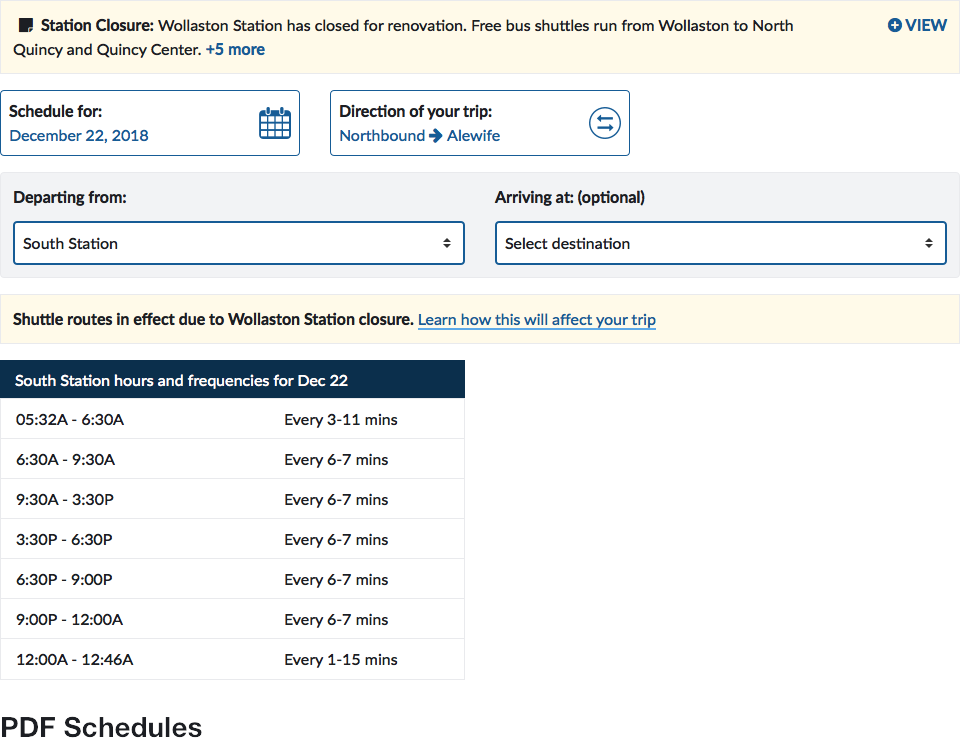 Station Closure: Wollaston Station has closed for renovation. Free bus shuttles run from Wollaston to North
Quincy and Quincy Center. +5 more
VIEW
Schedule for:
December 22, 2018
Direction of your trip:
Northbound → Alewife
Departing from:
South Station
Arriving at: (optional)
Select destination
Shuttle routes in effect due to Wollaston Station closure. Learn how this will affect your trip
South Station hours and frequencies for Dec 22
05:32A - 6:30A Every 3-11 mins
6:30A - 9:30A Every 6-7 mins
9:30A - 3:30P Every 6-7 mins
3:30P - 6:30P Every 6-7 mins
6:30P - 9:00P Every 6-7 mins
9:00P - 12:00A Every 6-7 mins
12:00A - 12:46A Every 1-15 mins
PDF Schedules